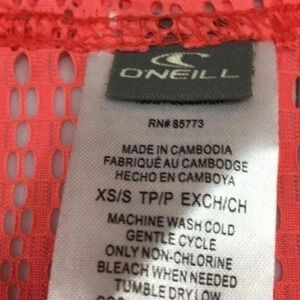 O'NEILL
RN# 85773
MADE IN CAMBODIA
FABRIQUÉ AU CAMBODGE
HECHO EN CAMBOYA
XS/S TP/P EXCH/CH
MACHINE WASH COLD
GENTLE CYCLE
ONLY NON-CHLORINE
BLEACH WHEN NEEDED
TUMBLE DRY LOW